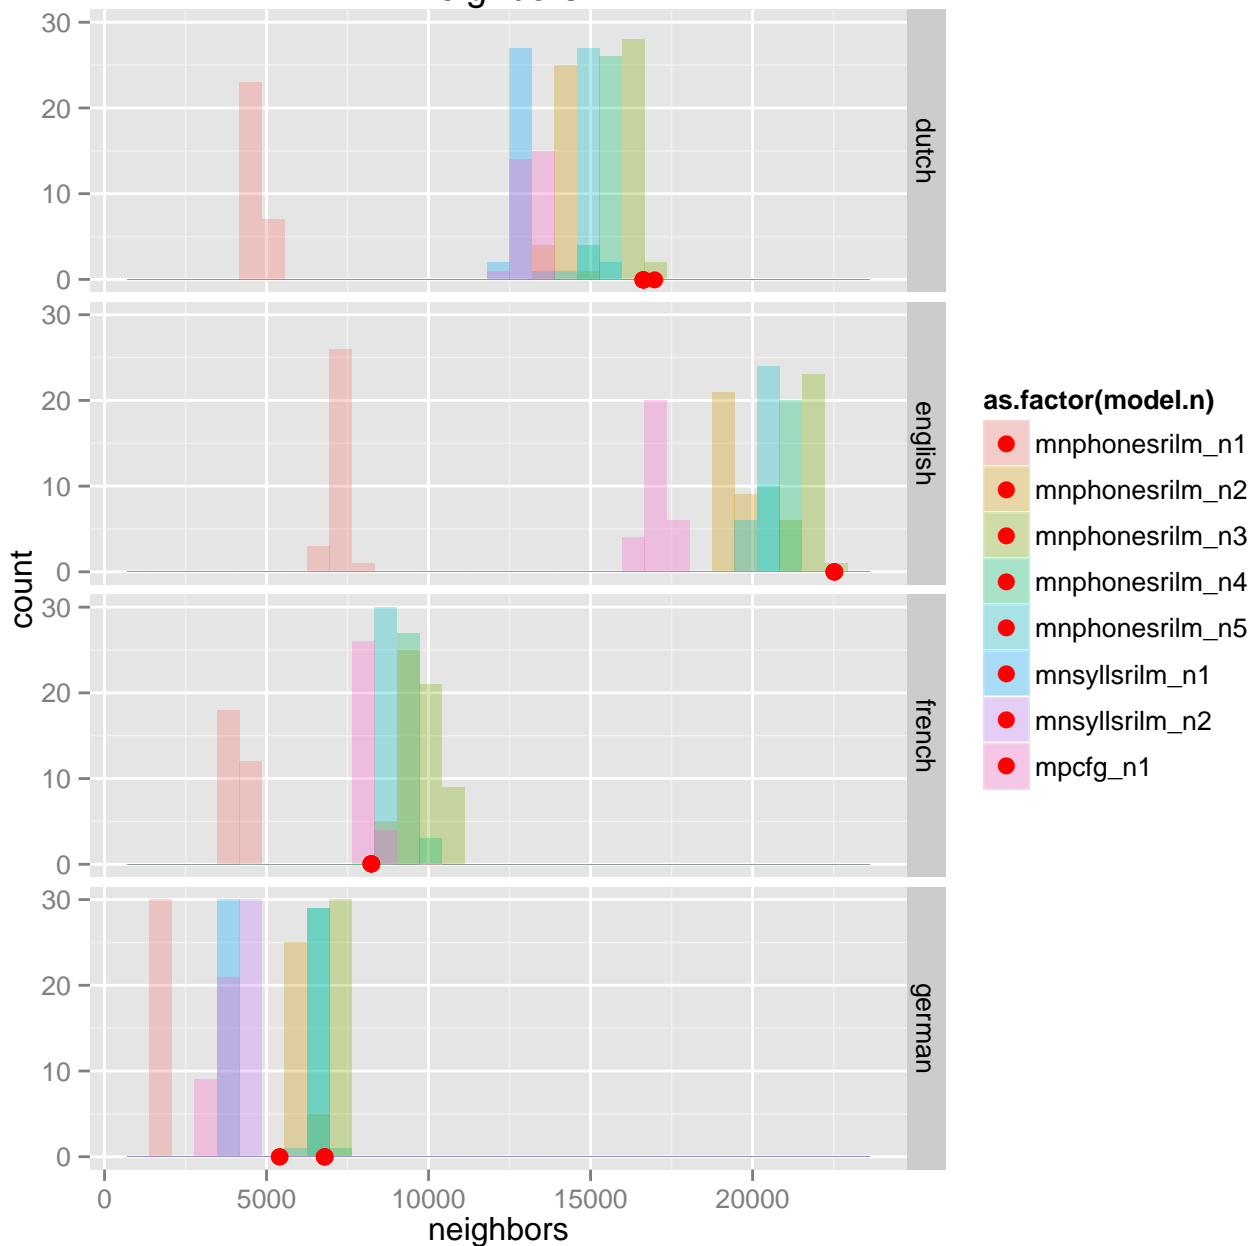 30
20
10
0
dutch
30
20
10
0
english
30
20
10
0
french
30
20
10
0
german
0 5000 10000 15000 20000
neighbors
count
as.factor(model.n)
mnphonesrilm_n1
mnphonesrilm_n2
mnphonesrilm_n3
mnphonesrilm_n4
mnphonesrilm_n5
mnsyllsrilm_n1
mnsyllsrilm_n2
mpcfg_n1